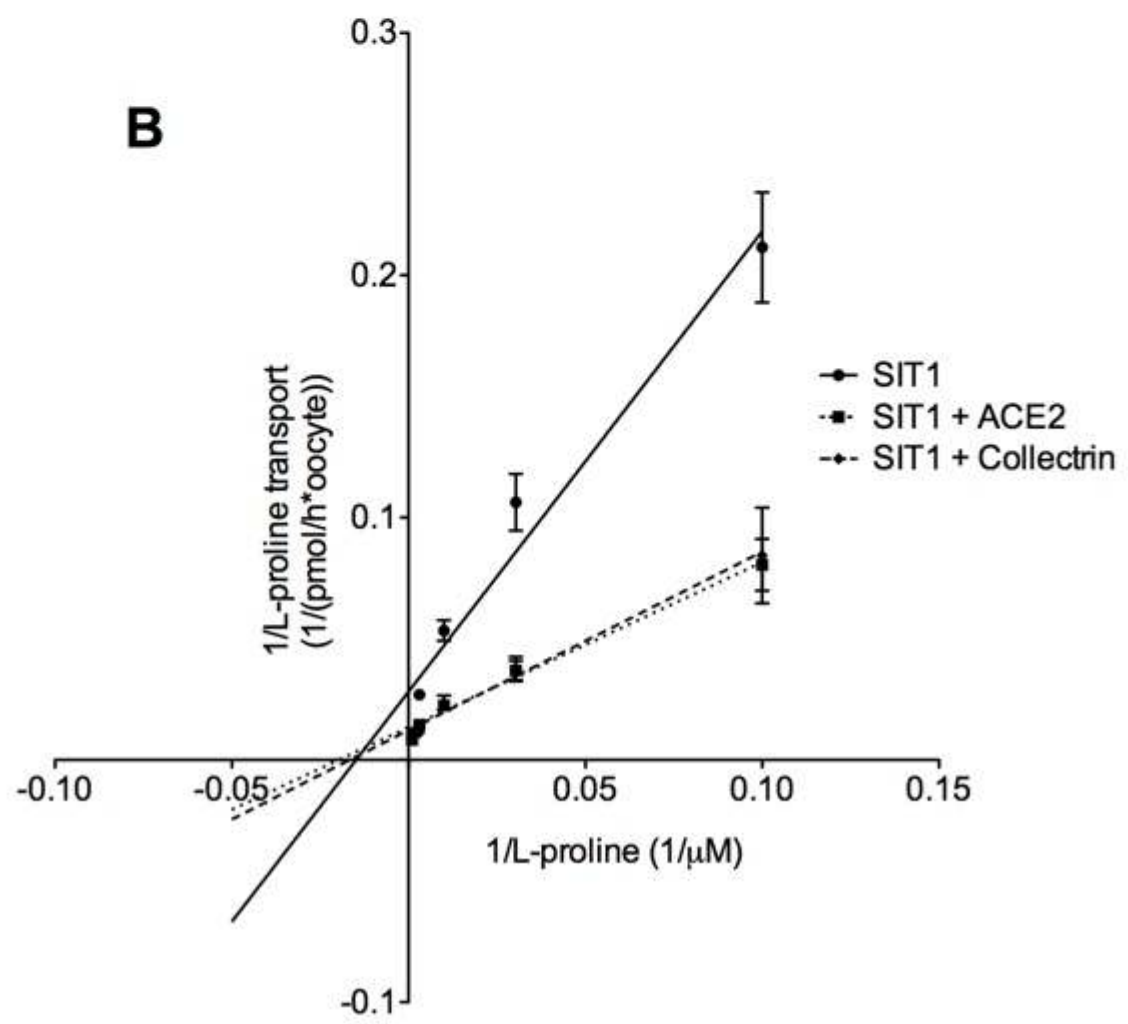 B
0.3
0.2
0.1
-0.1
-0.10
-0.05
0.05
0.10
0.15
1/L-proline transport
(1/(pmol/h*oocyte))
1/L-proline (1/μM)
SIT1
SIT1 + ACE2
SIT1 + Collectrin